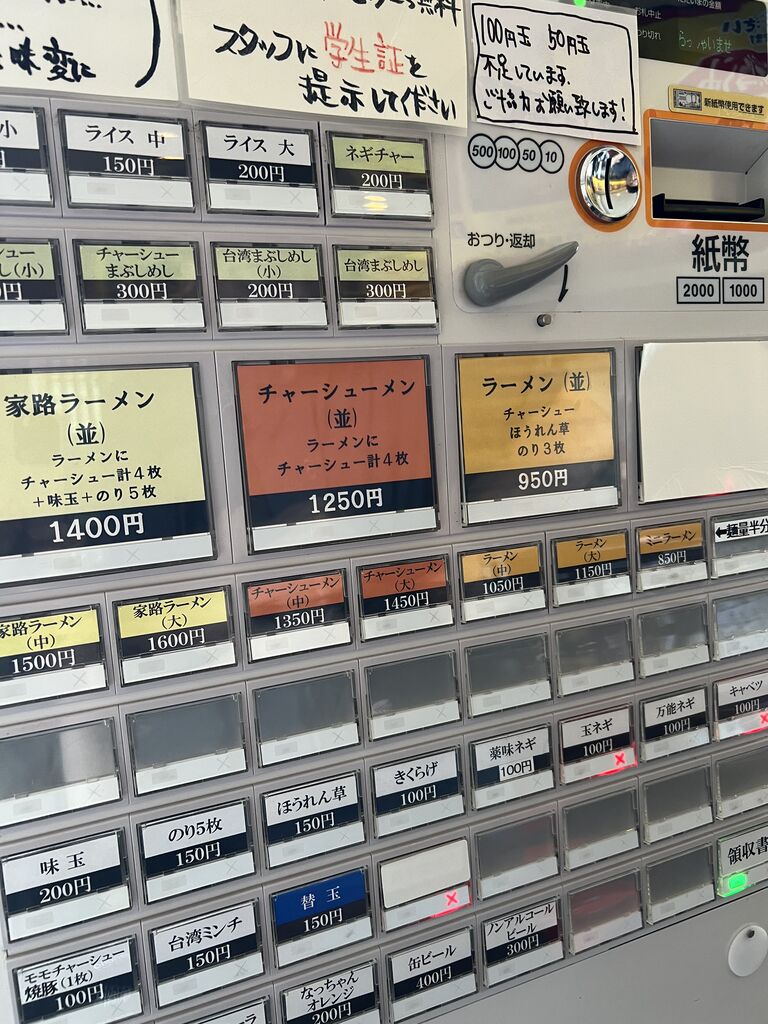 味変に
無料
スタッフに学生証を
提示してください
100円玉 50円玉
不足しています。
ご協力お願い致します!
お札中止
つり切れ
らっしゃいませ
新紙幣使用できます
小
ライス 中
150円
ライス 大
200円
ネギチャー
200円
500 100 50 10
おつり・返却
紙幣
2000 1000
チャーシュー
まぶしめし
300円
台湾まぶしめし
(小)
200円
台湾まぶしめし
300円
家路ラーメン
(並)
ラーメンに
チャーシュー計4枚
+味玉+のり5枚
1400円
チャーシューメン
(並)
ラーメンに
チャーシュー計4枚
1250円
ラーメン(並)
チャーシュー
ほうれん草
のり3枚
950円
家路ラーメン
(中)
1500円
家路ラーメン
(大)
1600円
チャーシューメン
(中)
1350円
チャーシューメン
(大)
1450円
ラーメン
(中)
1050円
ラーメン
(大)
1150円
ミニラーメン
850円
←麺量半分
味玉
200円
のり5枚
150円
ほうれん草
150円
きくらげ
100円
薬味ネギ
100円
玉ネギ
100円
万能ネギ
100円
キャベツ
100円
モモチャーシュー
焼豚(1枚)
100円
台湾ミンチ
150円
替玉
150円
領収書
なっちゃん
オレンジ
200円
缶ビール
400円
ノンアルコール
ビール
300円